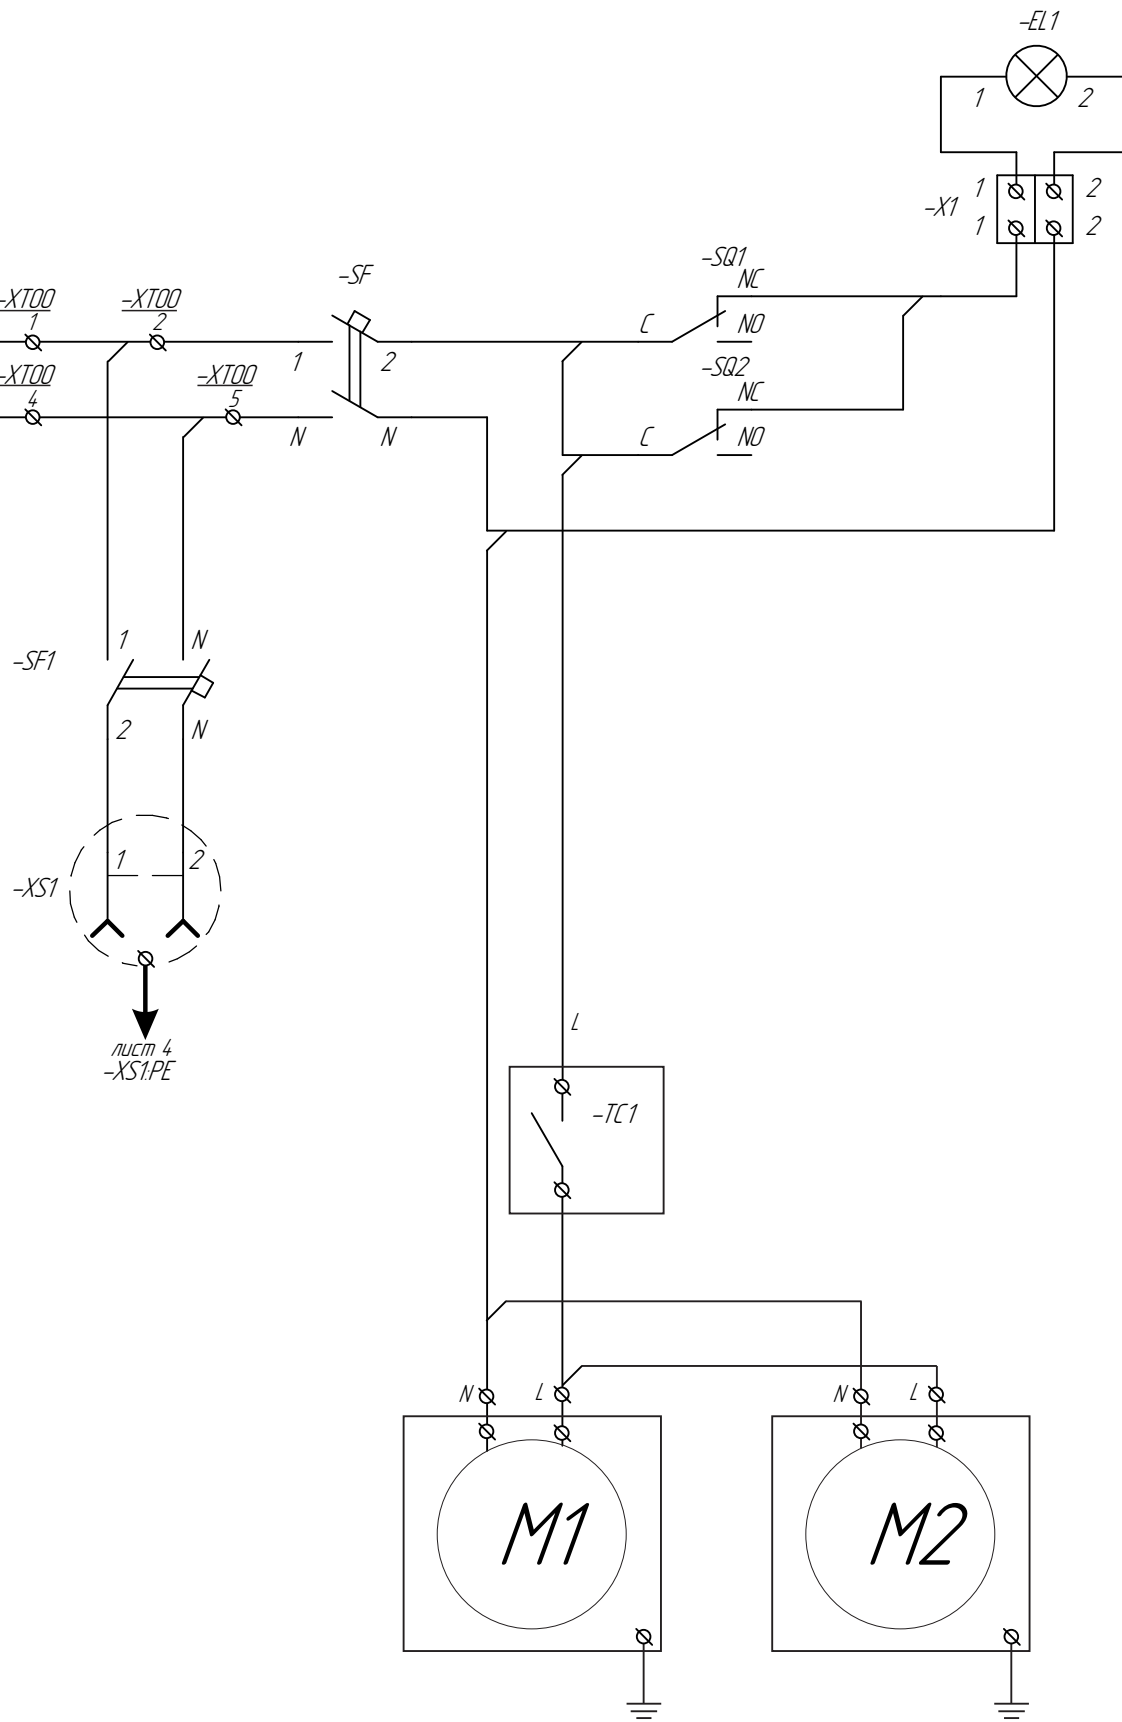 -EL1
1 2
1 2
-X1
1 2
-SQ1
NC
-SF
-XT00 -XT00
1 2
C NO
1 2
-SQ2
-XT00 -XT00
4 5
NC
N N
C NO
1 N
-SF1
2 N
1 2
-XS1
L
лист 4
-XS1:PE
-TC1
N L N L
M1 M2